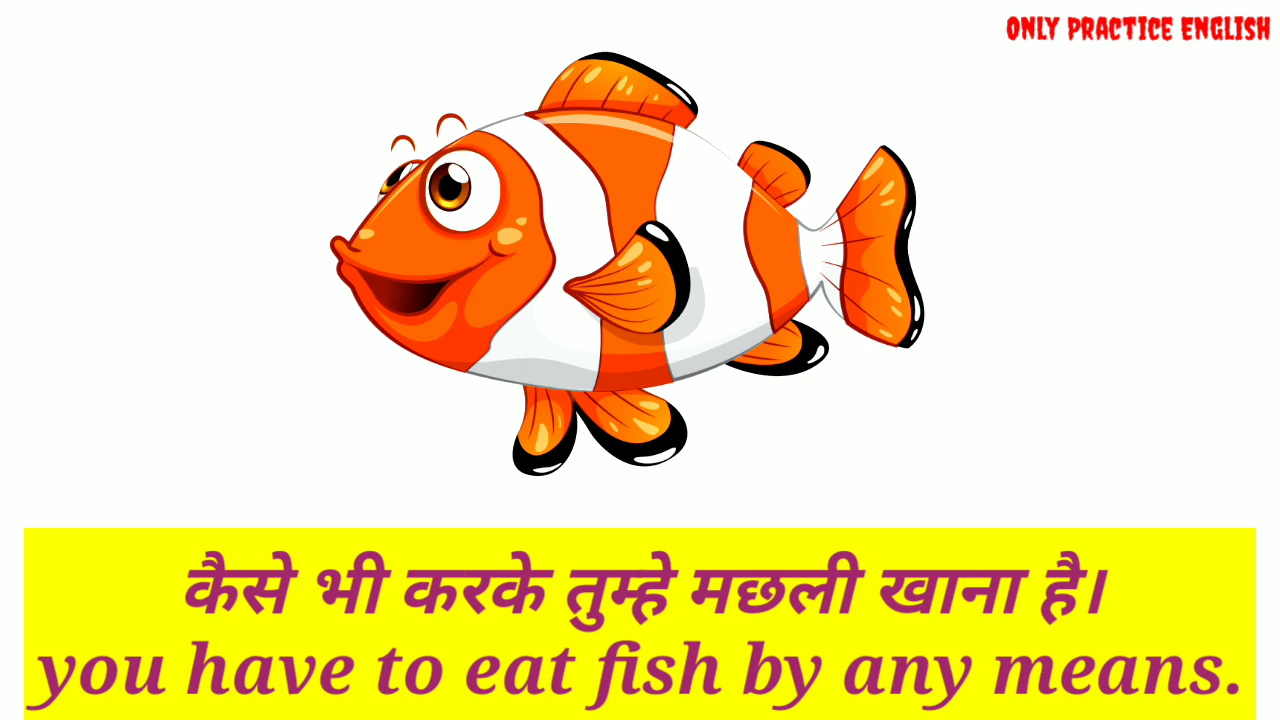 ONLY PRACTICE ENGLISH
कैसे भी करके तुम्हे मछली खाना है।
you have to eat fish by any means.